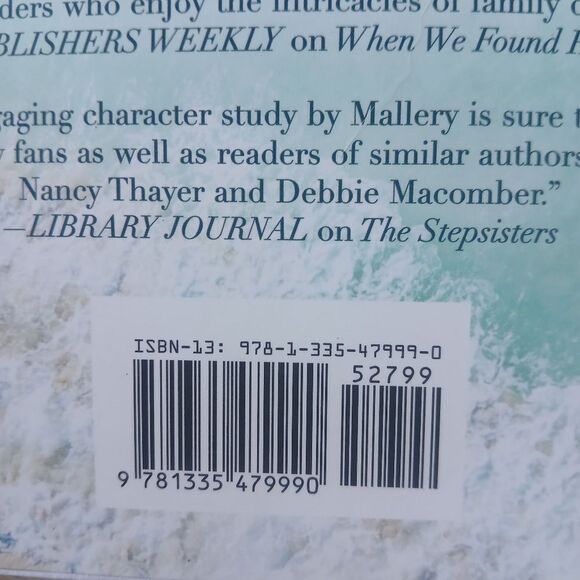 ders who enjoy the intricacies of family
BLISHERS WEEKLY on When We Found
gaging character study by Mallery is sure
fans as well as readers of similar authors
Nancy Thayer and Debbie Macomber.”
—LIBRARY JOURNAL on The Stepsisters
ISBN-13: 978-1-335-47999-0
52799
9 781335 479990